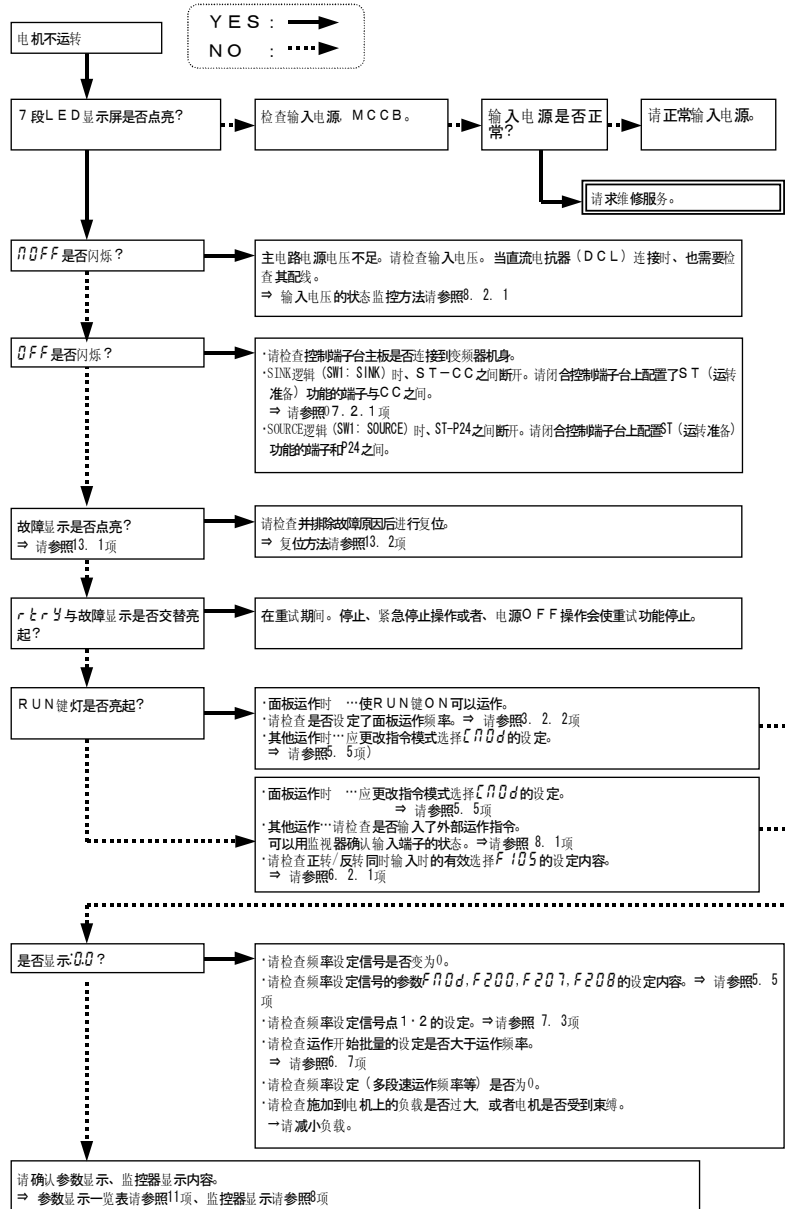 YES：
NO ：
电机不运转
7段LED显示屏是否点亮？
检查输入电源，MCCB。
输入电源是否正
常？
请正常输入电源。
请求维修服务。
MOFF是否闪烁？
主电路电源电压不足。请检查输入电压。当直流电抗器（DCL）连接时、也需要检
查其配线。
⇒ 输入电压的状态监控方法请参照8. 2. 1
OFF是否闪烁？
·请检查控制端子台主板是否连接到变频器机身。
·SINK逻辑（SW1：SINK）时、ST－CC之间断开。请闭合控制端子台上配置了ST（运转
准备）功能的端子与CC之间。
⇒ 请参照07．2．1项
·SOURCE逻辑（SW1：SOURCE）时、ST-P24之间断开。请闭合控制端子台上配置ST（运转准备）
功能的端子和P24之间。
故障显示是否点亮？
⇒ 请参照13. 1项
请检查并排除故障原因后进行复位。
⇒ 复位方法请参照13. 2项
rtry与故障显示是否交替亮
起？
在重试期间。停止、紧急停止操作或者、电源OFF操作会使重试功能停止。
RUN键灯是否亮起？
·面板运作时 …使RUN键ON可以运作。
·请检查是否设定了面板运作频率。⇒ 请参照3. 2. 2项
·其他运作时…应更改指令模式选择CMOd的设定。
⇒ 请参照5. 5项）
·面板运作时 …应更改指令模式选择CMOd的设定。
⇒ 请参照5. 5项
·其他运作…请检查是否输入了外部运作指令。
可以用监视器确认输入端子的状态。⇒请参照 8. 1项
·请检查正转/反转同时输入时的有效选择F105的设定内容。
⇒ 请参照6. 2. 1项
是否显示:0.0？
·请检查频率设定信号是否变为0。
·请检查频率设定信号的参数FMOd, F200, F207, F208的设定内容。⇒ 请参照5. 5
项
·请检查频率设定信号点1·2的设定。⇒请参照 7. 3项
·请检查运作开始批量的设定是否大于运作频率。
⇒ 请参照6. 7项
·请检查频率设定（多段速运作频率等）是否为0。
·请检查施加到电机上的负载是否过大，或者电机是否受到束缚。
→请减小负载。
请确认参数显示、监控器显示内容。
⇒ 参数显示一览表请参照11项、监控器显示请参照8项